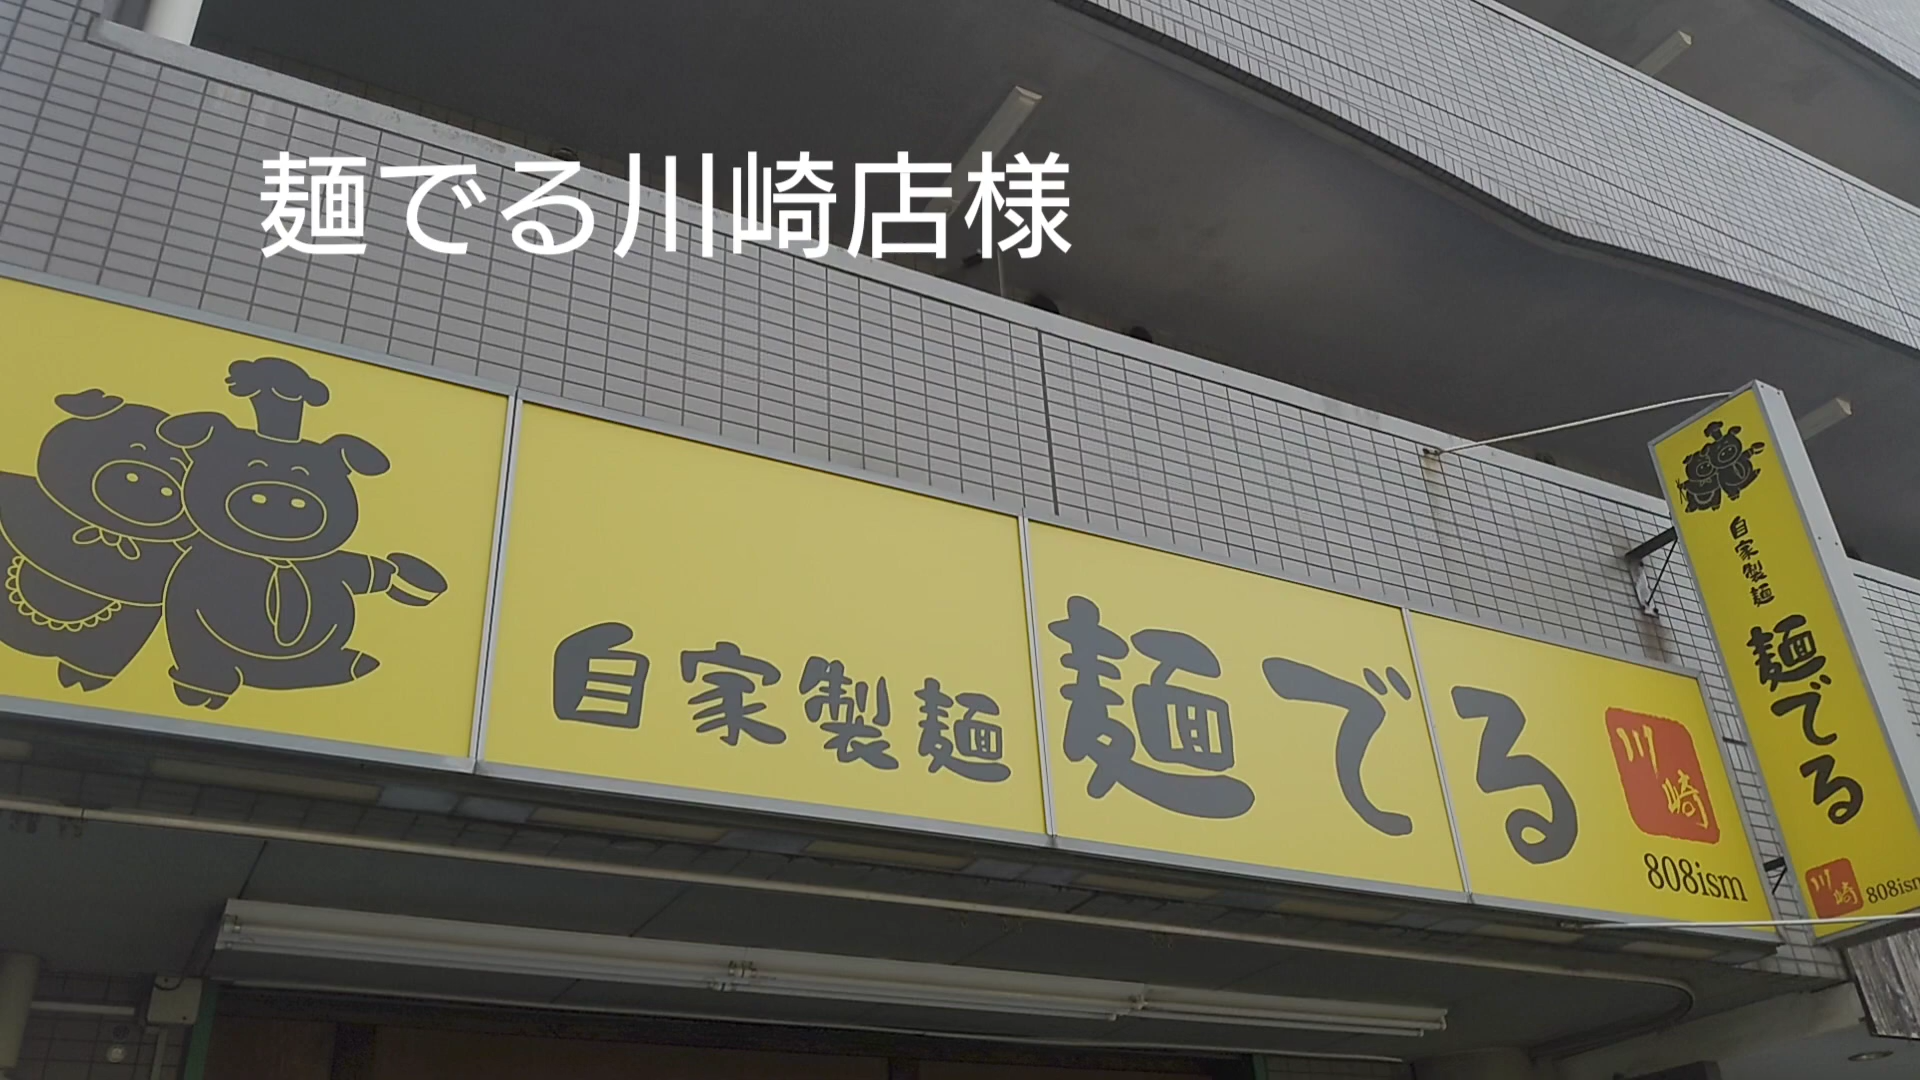 麺でる川崎店様
自家製麺 麺でる
川崎
808ism
自家製麺
麺でる
川崎
808ism